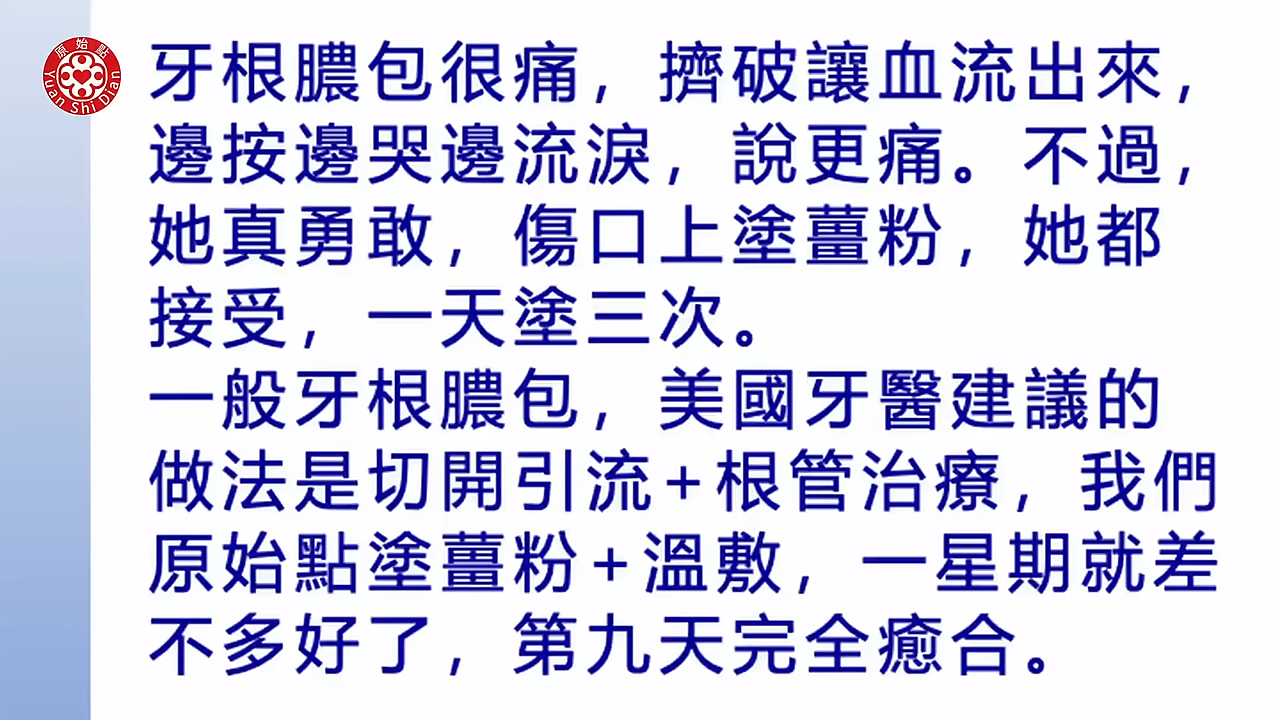 原始點
Yuan Shi Dian
牙根膿包很痛，擠破讓血流出來，
邊按邊哭邊流淚，說更痛。不過，
她真勇敢，傷口上塗薑粉，她都
接受，一天塗三次。
一般牙根膿包，美國牙醫建議的
做法是切開引流+根管治療，我們
原始點塗薑粉+溫敷，一星期就差
不多好了，第九天完全癒合。